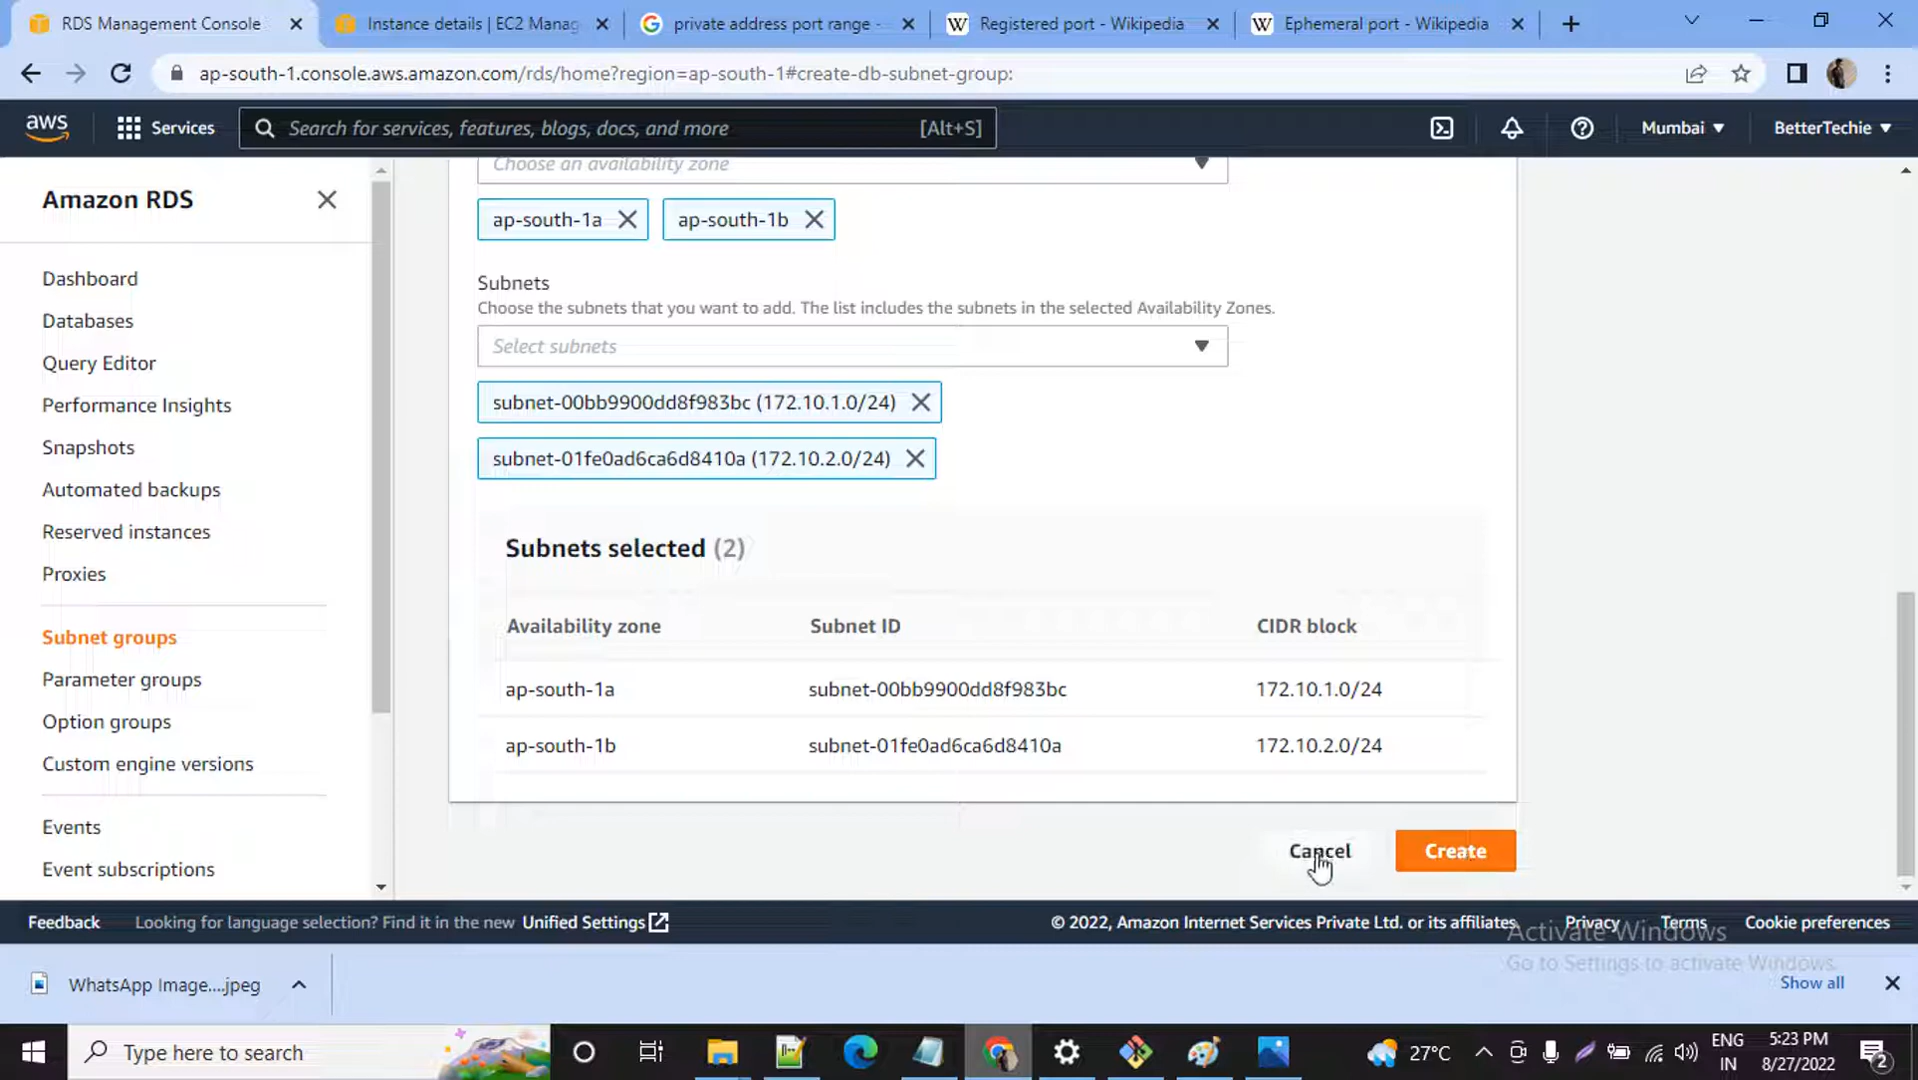 RDS Management Console
Instance details | EC2 Manag
private address port range -
Registered port - Wikipedia
Ephemeral port - Wikipedia
ap-south-1.console.aws.amazon.com/rds/home?region=ap-south-1#create-db-subnet-group:
aws
Services
Search for services, features, blogs, docs, and more
[Alt+S]
Mumbai
BetterTechie
Amazon RDS
Dashboard
Databases
Query Editor
Performance Insights
Snapshots
Automated backups
Reserved instances
Proxies
Subnet groups
Parameter groups
Option groups
Custom engine versions
Events
Event subscriptions
Choose an availability zone
ap-south-1a
ap-south-1b
Subnets
Choose the subnets that you want to add. The list includes the subnets in the selected Availability Zones.
Select subnets
subnet-00bb9900dd8f983bc (172.10.1.0/24)
subnet-01fe0ad6ca6d8410a (172.10.2.0/24)
Subnets selected (2)
Availability zone Subnet ID CIDR block
ap-south-1a subnet-00bb9900dd8f983bc 172.10.1.0/24
ap-south-1b subnet-01fe0ad6ca6d8410a 172.10.2.0/24
Cancel
Create
Feedback
Looking for language selection? Find it in the new Unified Settings
© 2022, Amazon Internet Services Private Ltd. or its affiliates.
Privacy
Terms
Cookie preferences
Activate Windows
Go to Settings to activate Windows.
WhatsApp Image....jpeg
Show all
Type here to search
27°C
ENG
IN
5:23 PM
8/27/2022
2